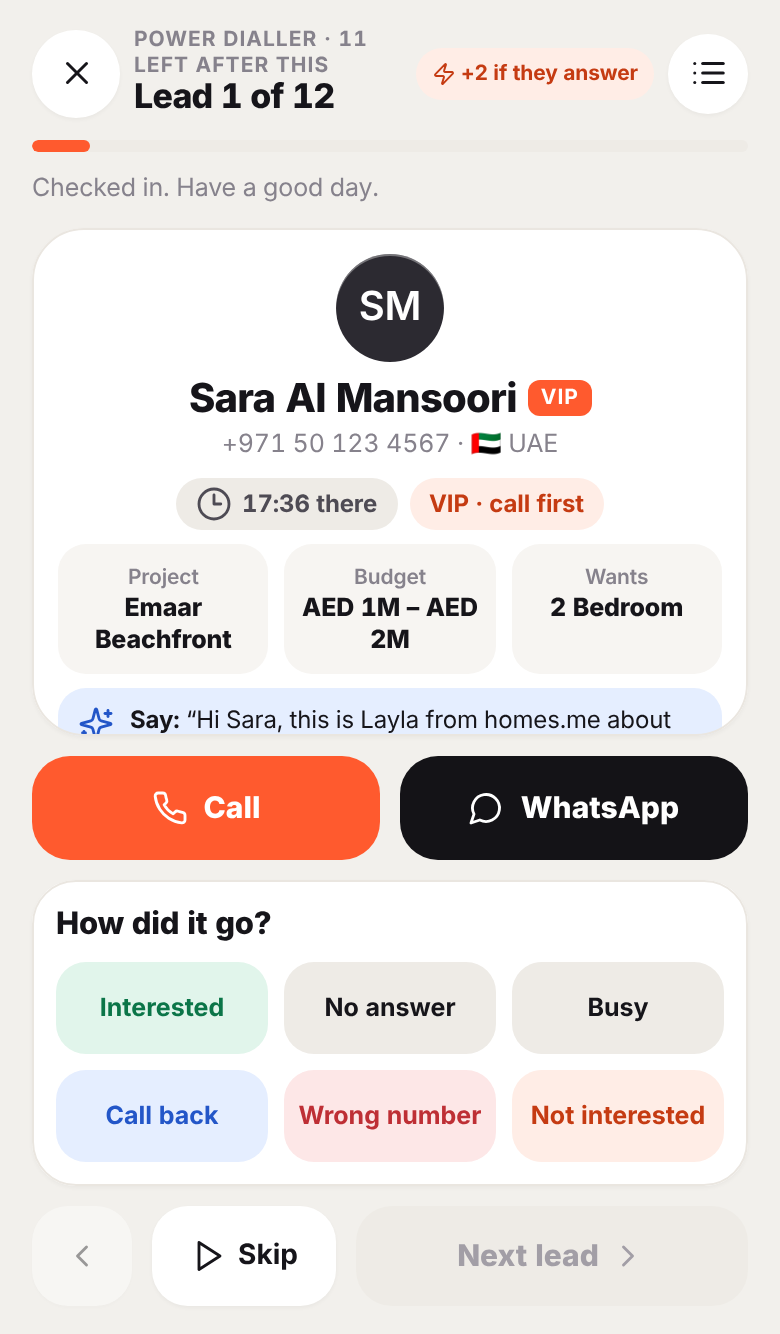 POWER DIALLER · 11
LEFT AFTER THIS
Lead 1 of 12
+2 if they answer
Checked in. Have a good day.
SM
Sara Al Mansoori VIP
+971 50 123 4567 · 🇦🇪 UAE
17:36 there
VIP · call first
Project
Emaar
Beachfront
Budget
AED 1M – AED
2M
Wants
2 Bedroom
Say: “Hi Sara, this is Layla from homes.me about
Call
WhatsApp
How did it go?
Interested
No answer
Busy
Call back
Wrong number
Not interested
Skip
Next lead